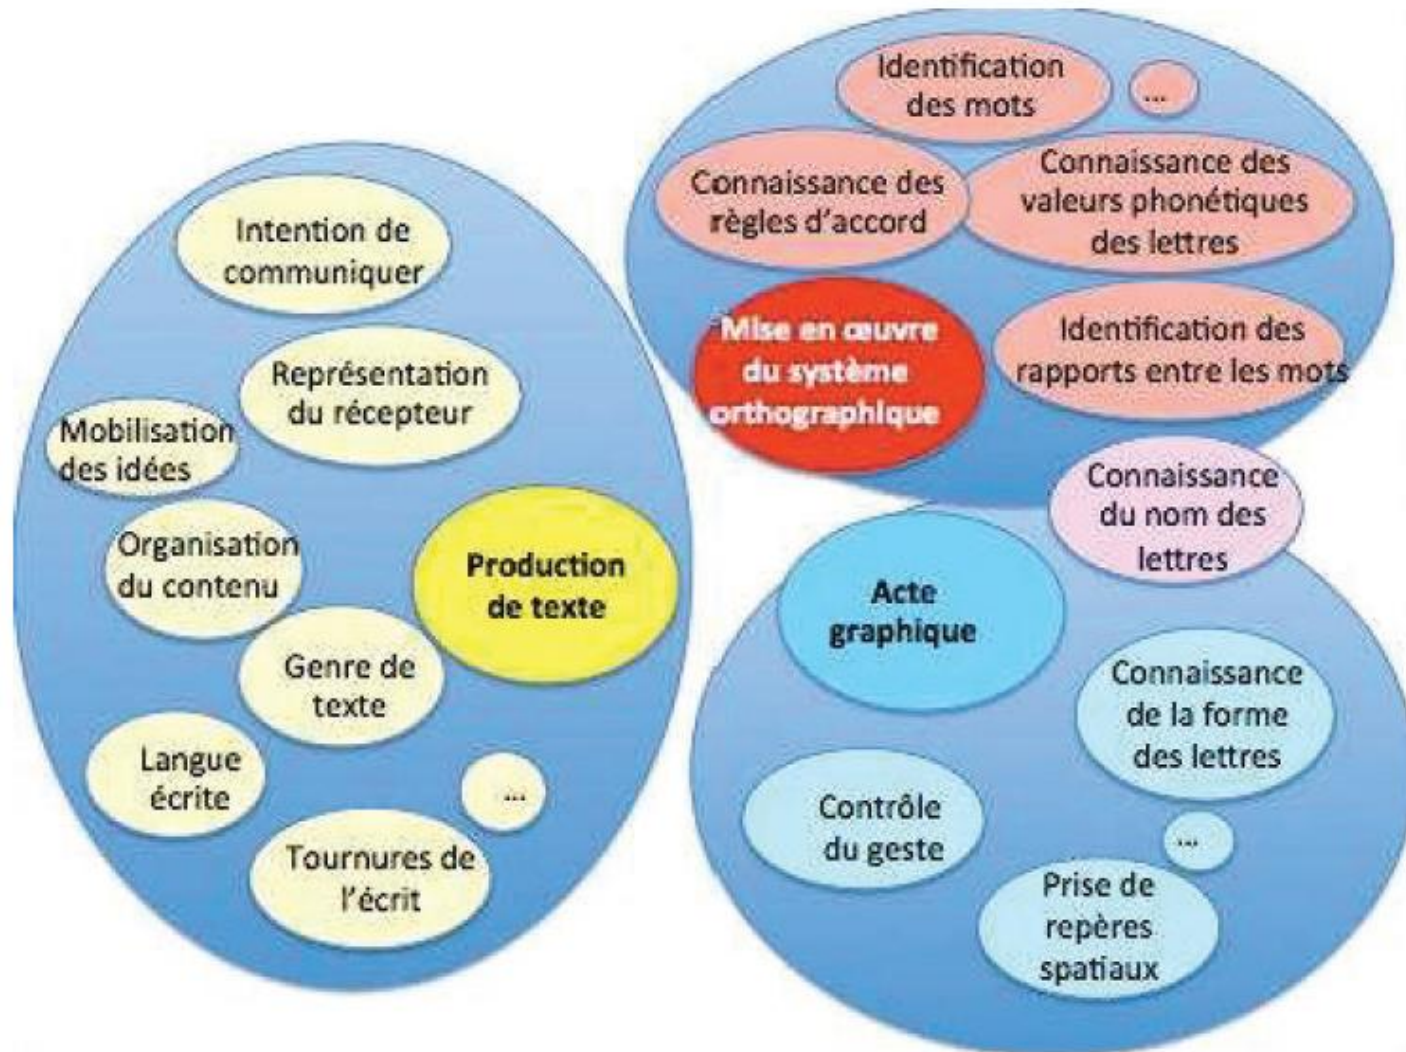 Intention de
communiquer
Représentation
du récepteur
Mobilisation
des idées
Organisation
du contenu
Production
de texte
Genre de
texte
Langue
écrite
...
Tournures de
l'écrit
Identification
des mots
...
Connaissance des
règles d'accord
Connaissance des
valeurs phonétiques
des lettres
Mise en œuvre
du système
orthographique
Identification des
rapports entre les mots
Connaissance
du nom des
lettres
Acte
graphique
Connaissance
de la forme
des lettres
Contrôle
du geste
...
Prise de
repères
spatiaux